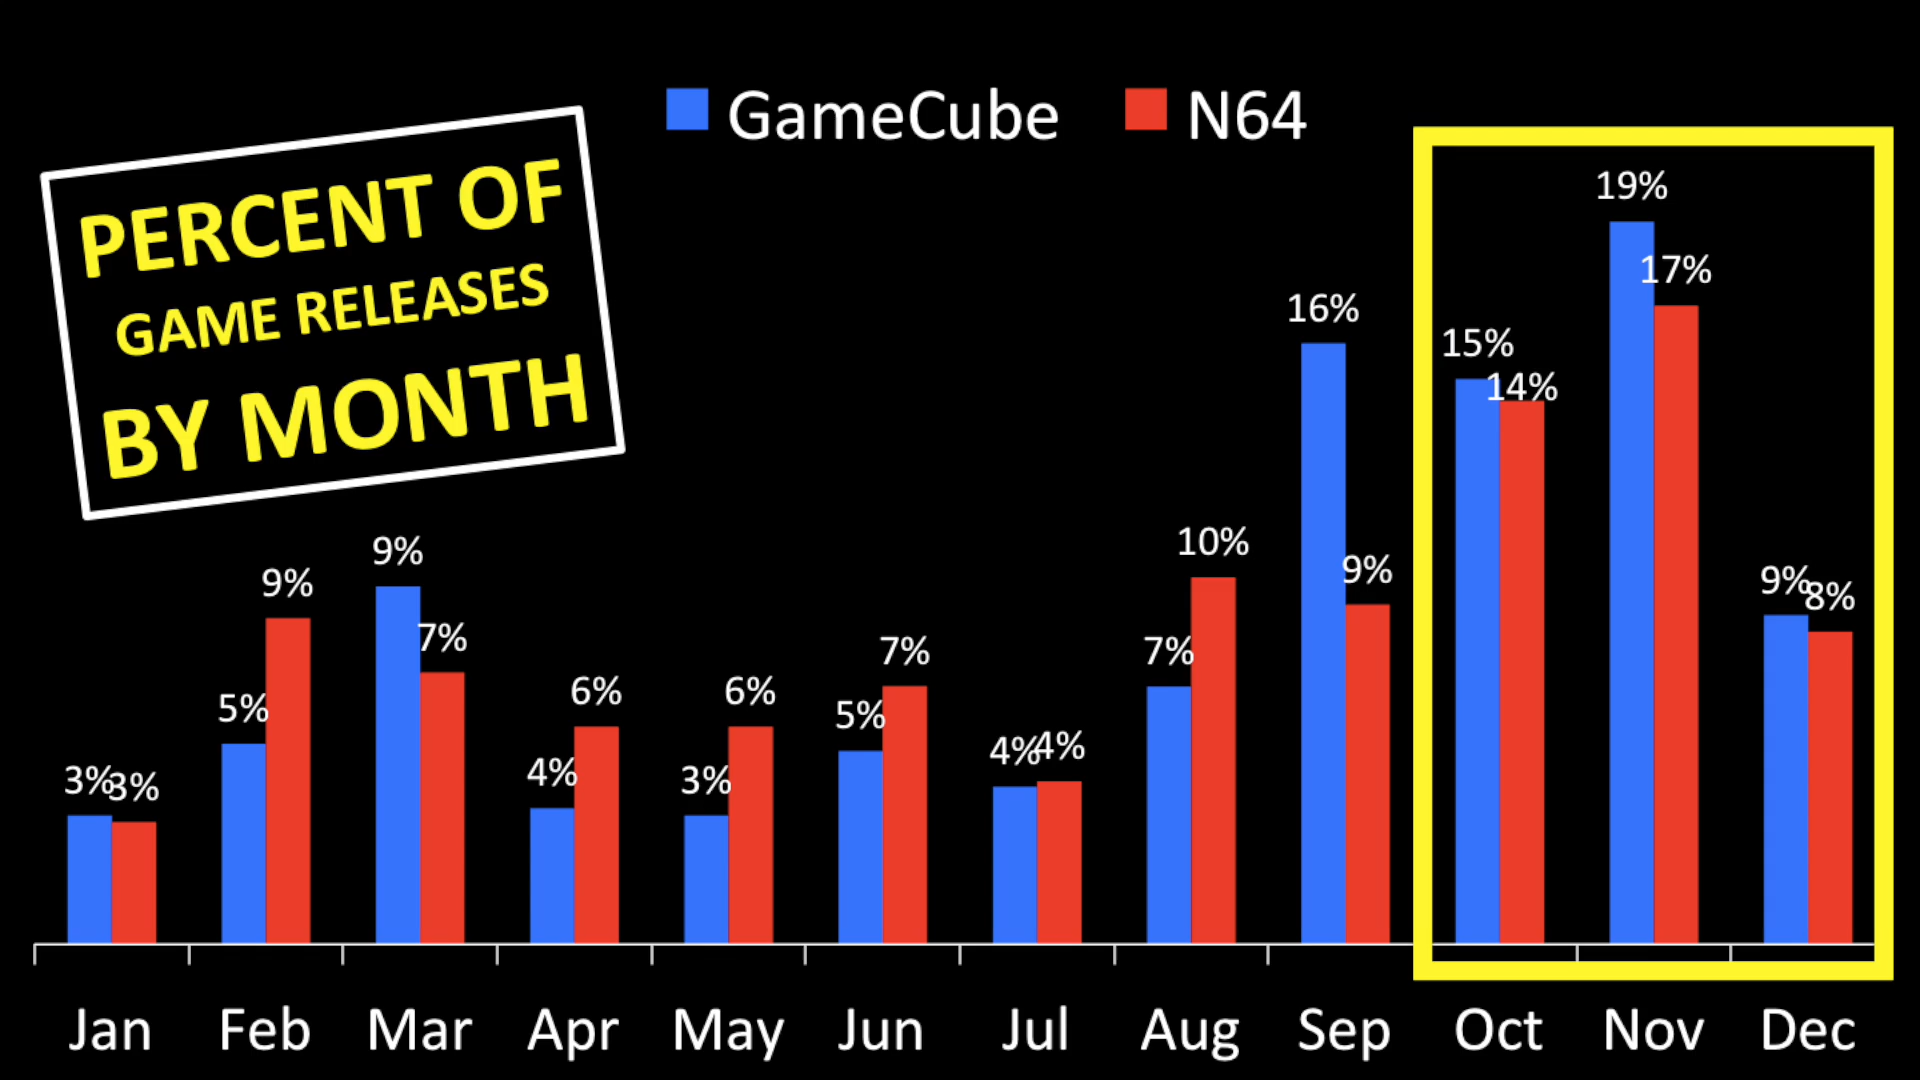 GameCube N64
PERCENT OF
GAME RELEASES
BY MONTH
3% 3% 5% 9% 9% 7% 4% 6% 3% 6% 5% 7% 4% 4% 7% 10% 16% 9% 15% 14% 19% 17% 9% 8%
Jan Feb Mar Apr May Jun Jul Aug Sep Oct Nov Dec